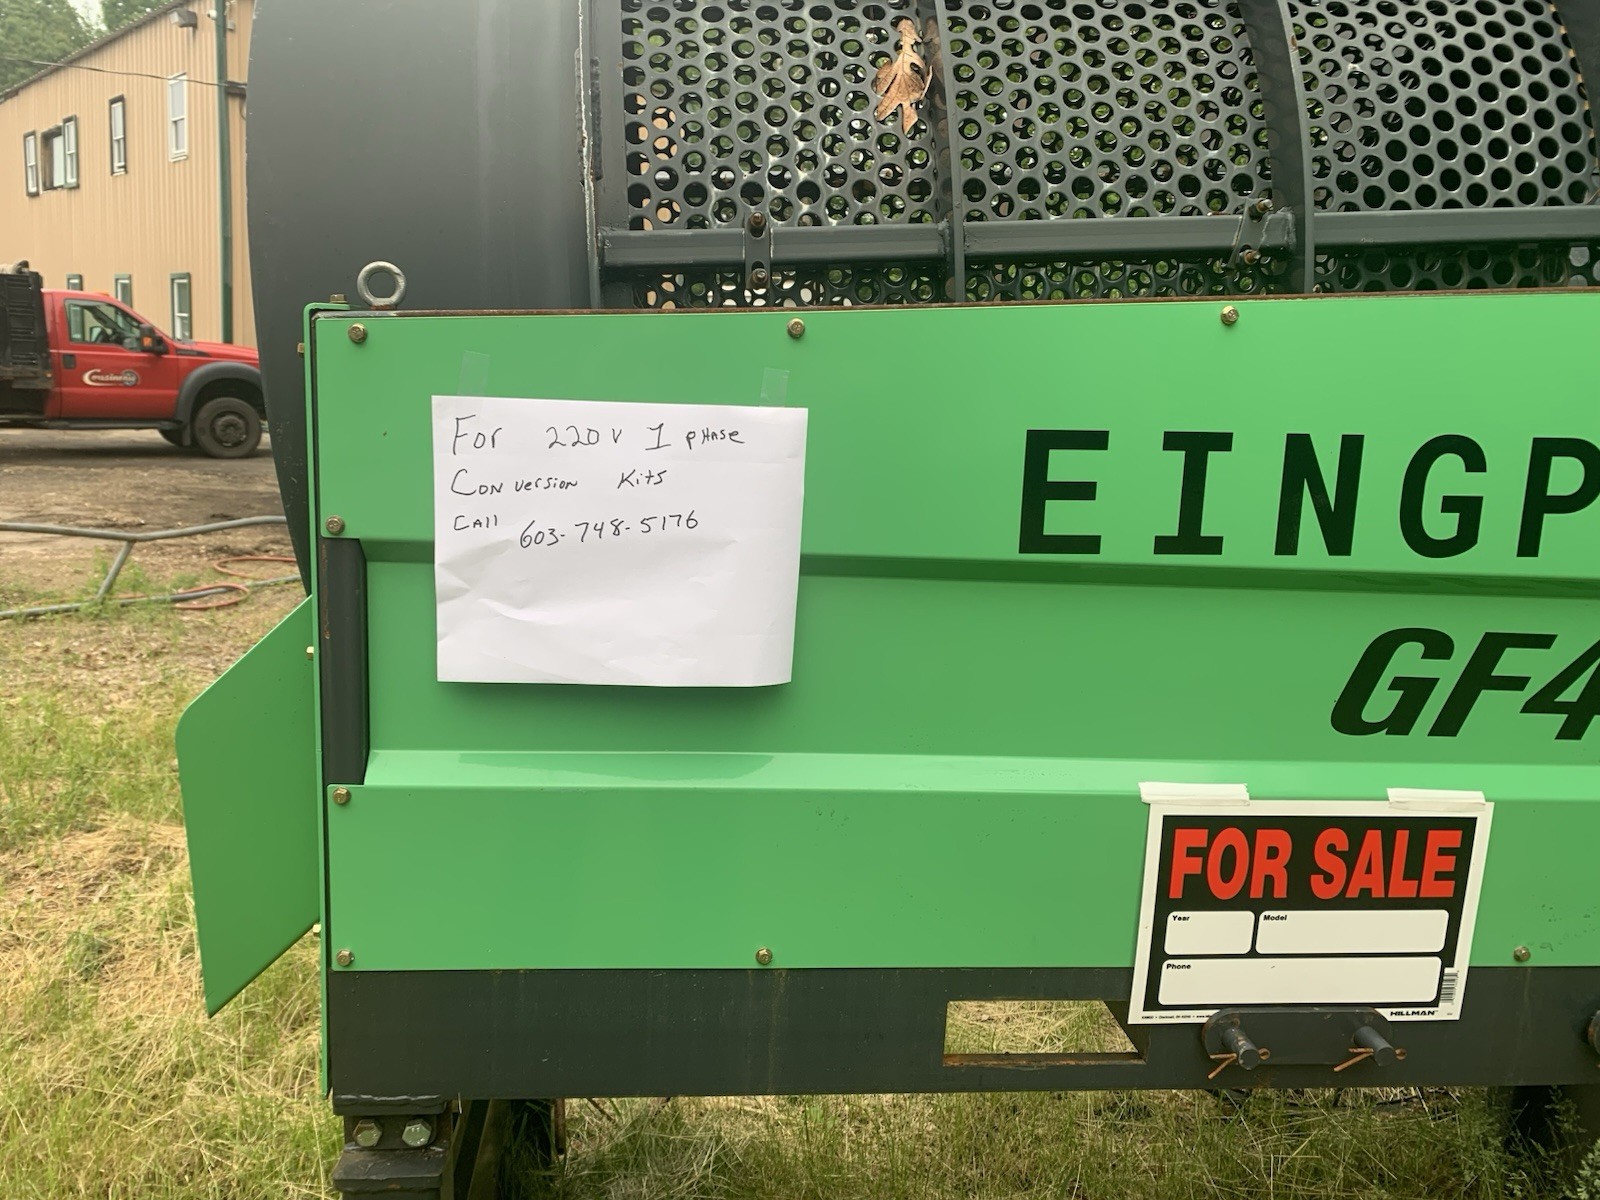 For 220v 1 phase
Conversion Kits
Call 603-748-5176
EINGP
GF4
FOR SALE
Year
Model
Phone
HILLMAN